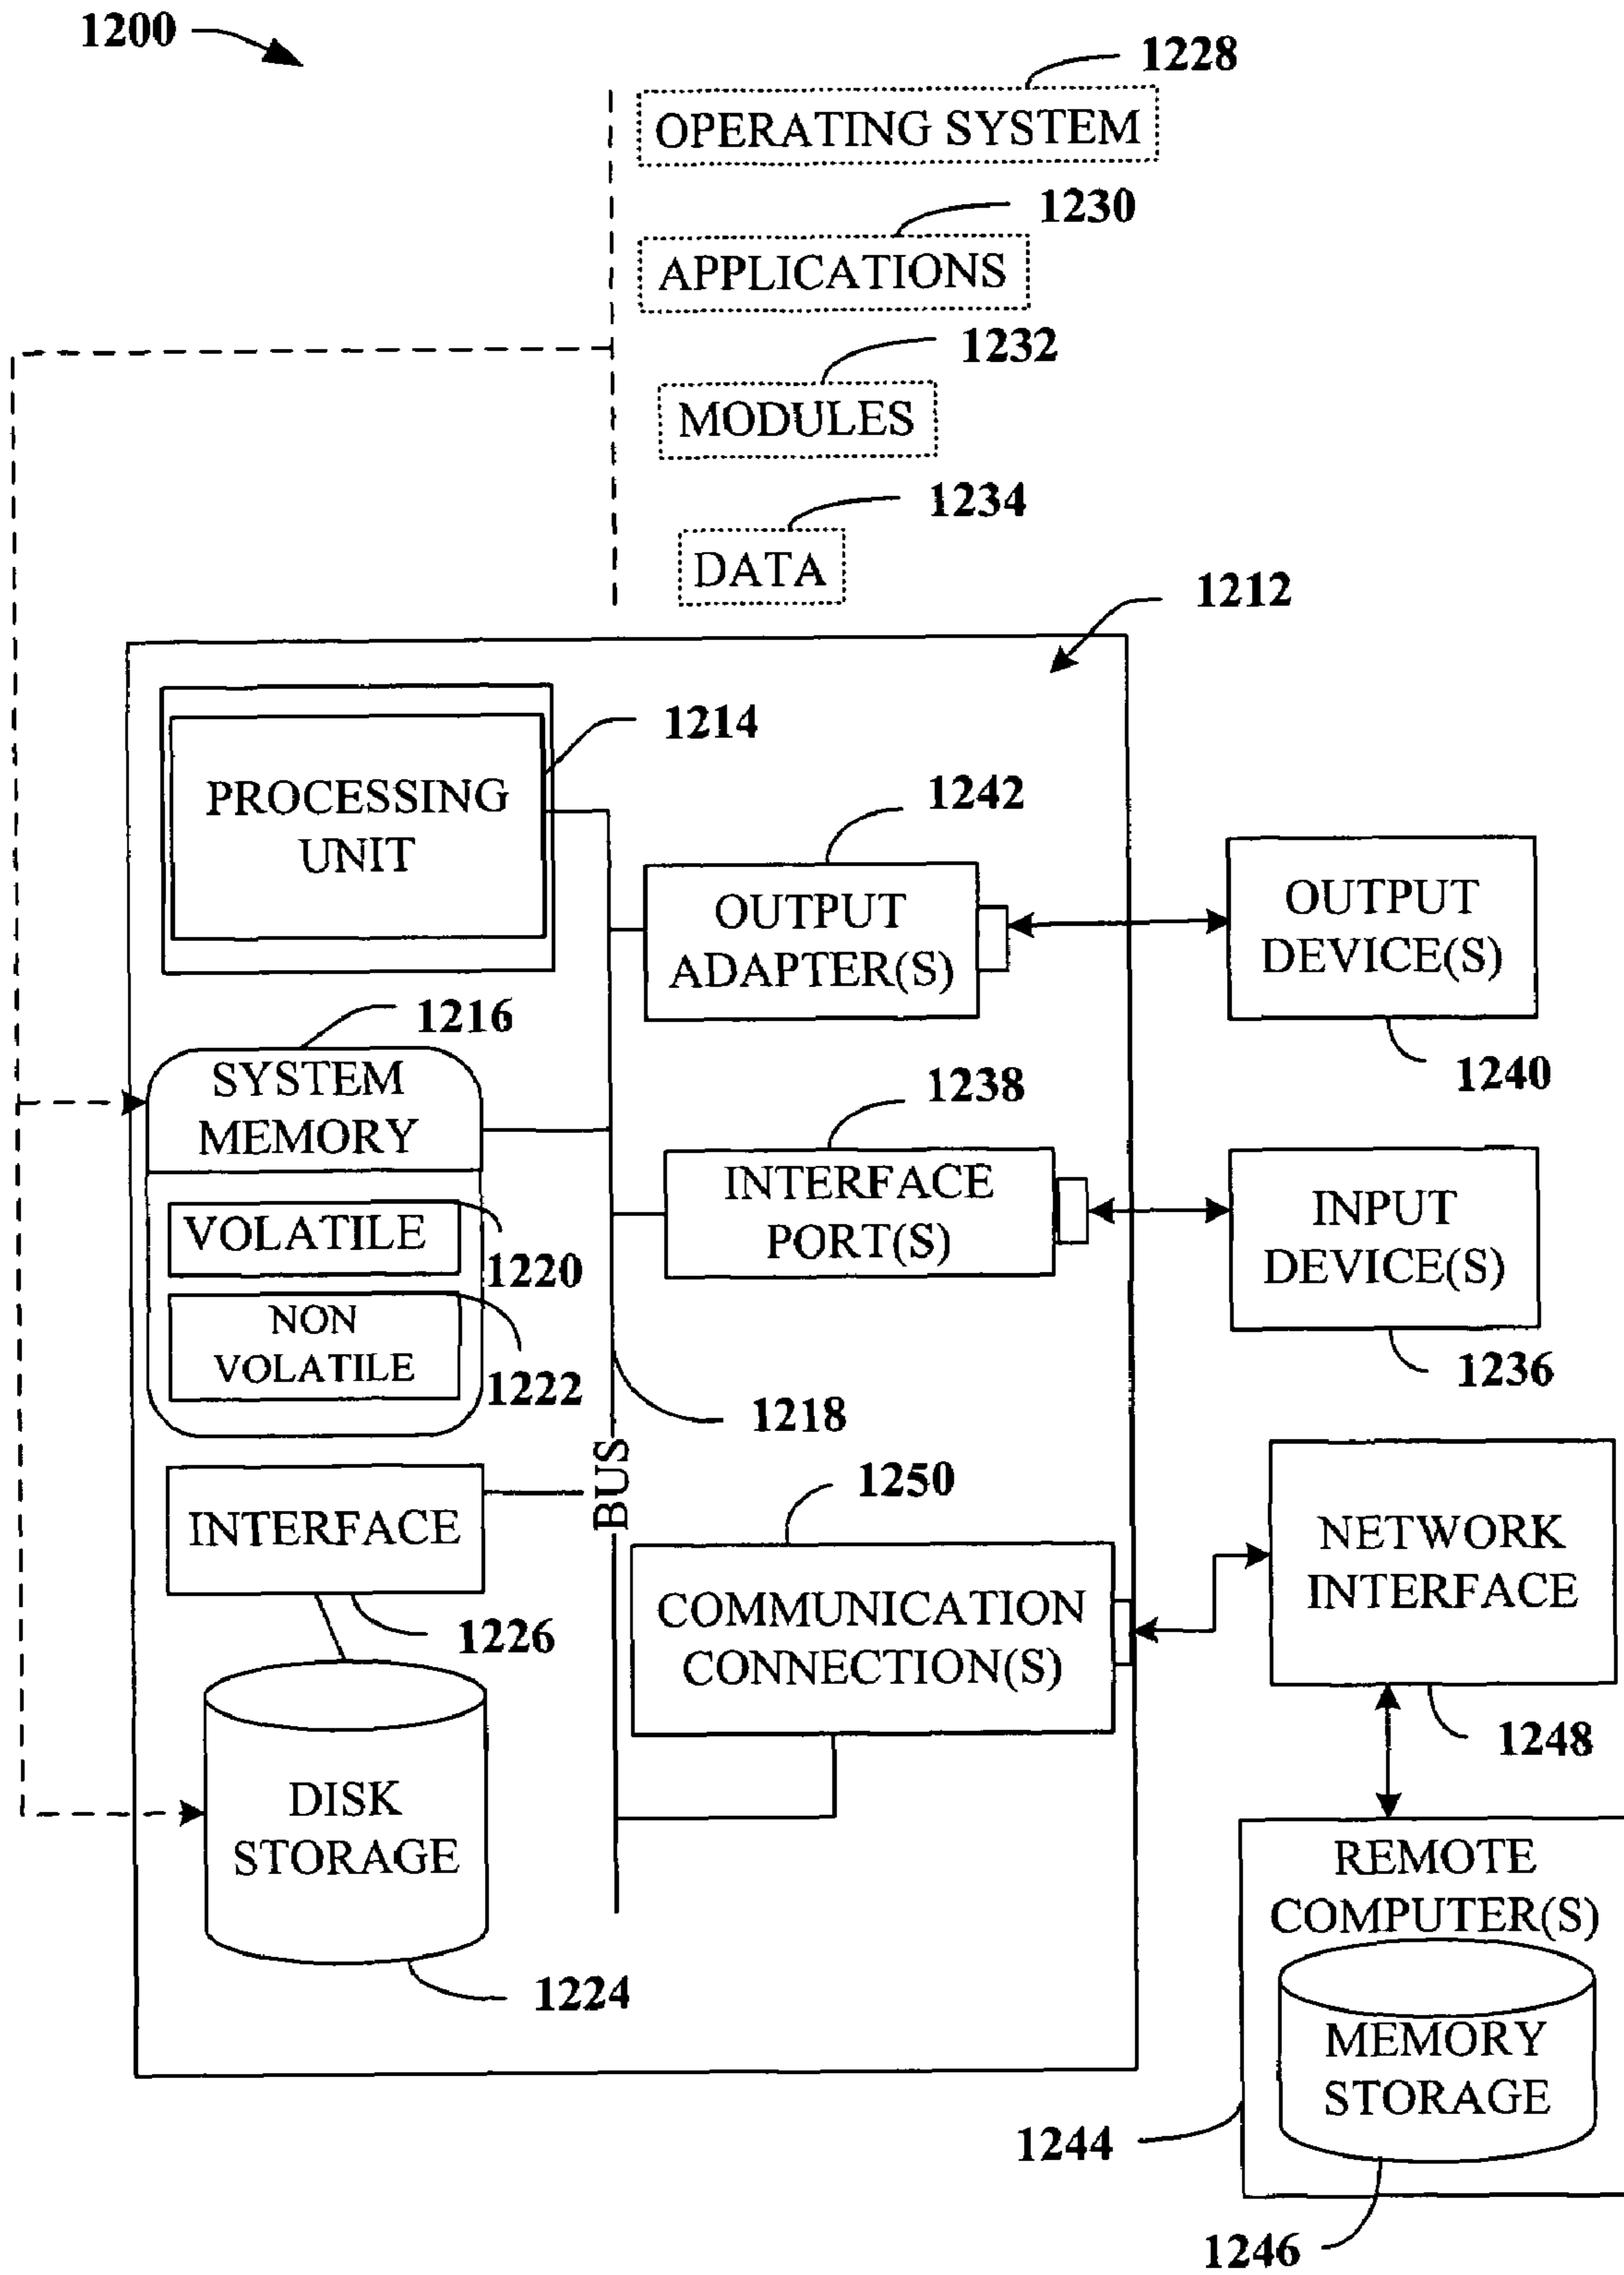 1200
1228
OPERATING SYSTEM
1230
APPLICATIONS
1232
MODULES
1234
DATA
1212
1214
PROCESSING
UNIT
1242
OUTPUT
ADAPTER(S)
OUTPUT
DEVICE(S)
1240
1216
SYSTEM
MEMORY
VOLATILE
1220
NON
VOLATILE
1222
1238
INTERFACE
PORT(S)
INPUT
DEVICE(S)
1236
1218
BUS
INTERFACE
1226
1250
COMMUNICATION
CONNECTION(S)
NETWORK
INTERFACE
1248
DISK
STORAGE
1224
REMOTE
COMPUTER(S)
MEMORY
STORAGE
1244
1246